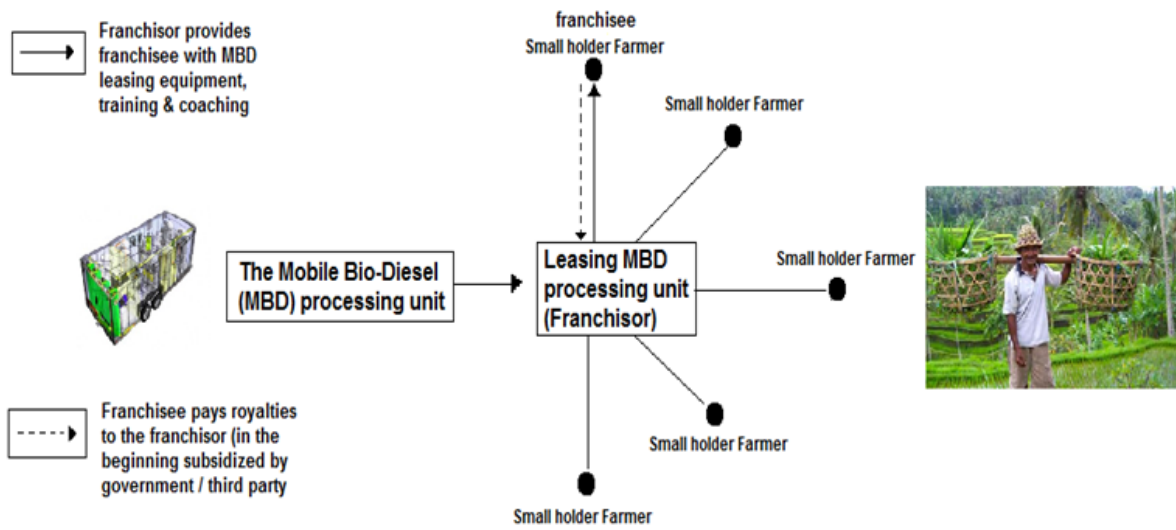 Franchisor provides
franchisee with MBD
leasing equipment,
training & coaching
franchisee
Small holder Farmer
Small holder Farmer
The Mobile Bio-Diesel
(MBD) processing unit
Leasing MBD
processing unit
(Franchisor)
Small holder Farmer
Franchisee pays royalties
to the franchisor (in the
beginning subsidized by
government / third party
Small holder Farmer
Small holder Farmer